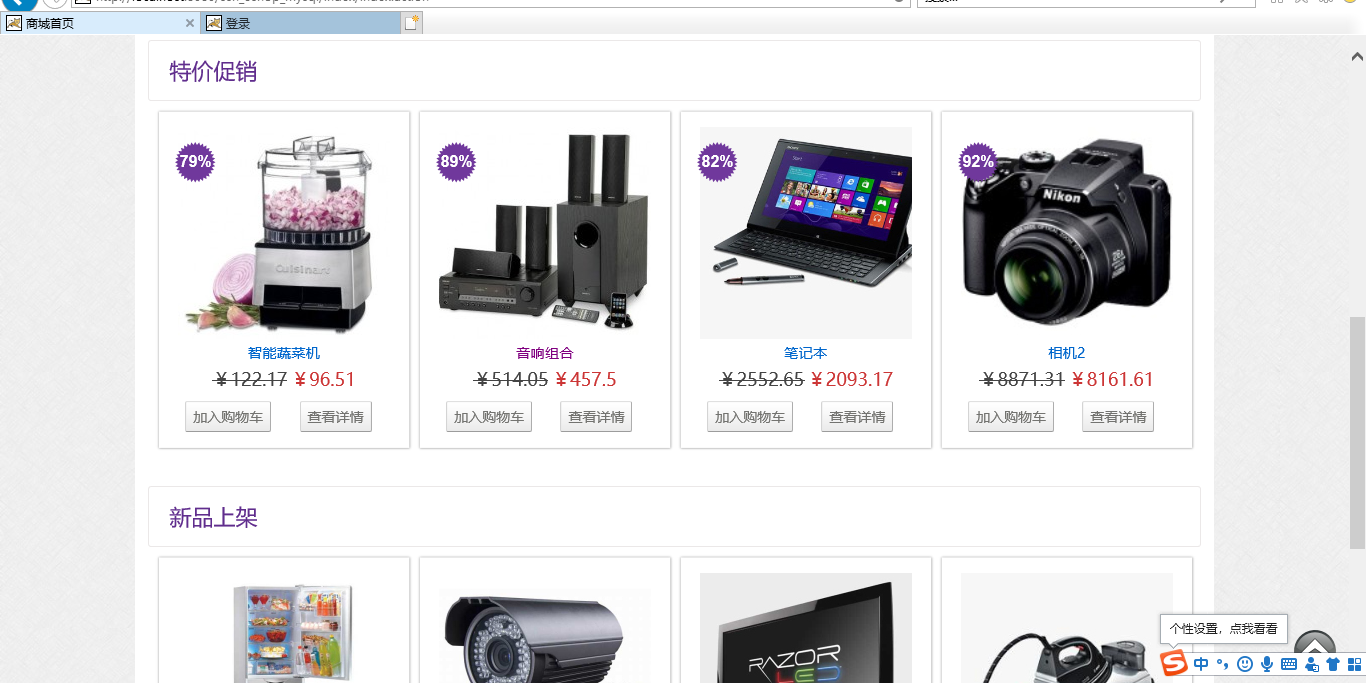 商城首页
登录
特价促销
79%
89%
82%
92%
Cuisinart
Nikon
Start
智能蔬菜机
音响组合
笔记本
相机2
￥122.17 ￥96.51
￥514.05 ￥457.5
￥2552.65 ￥2093.17
￥8871.31 ￥8161.61
加入购物车 查看详情
加入购物车 查看详情
加入购物车 查看详情
加入购物车 查看详情
新品上架
RAZOR
LED
个性设置，点我看看
中